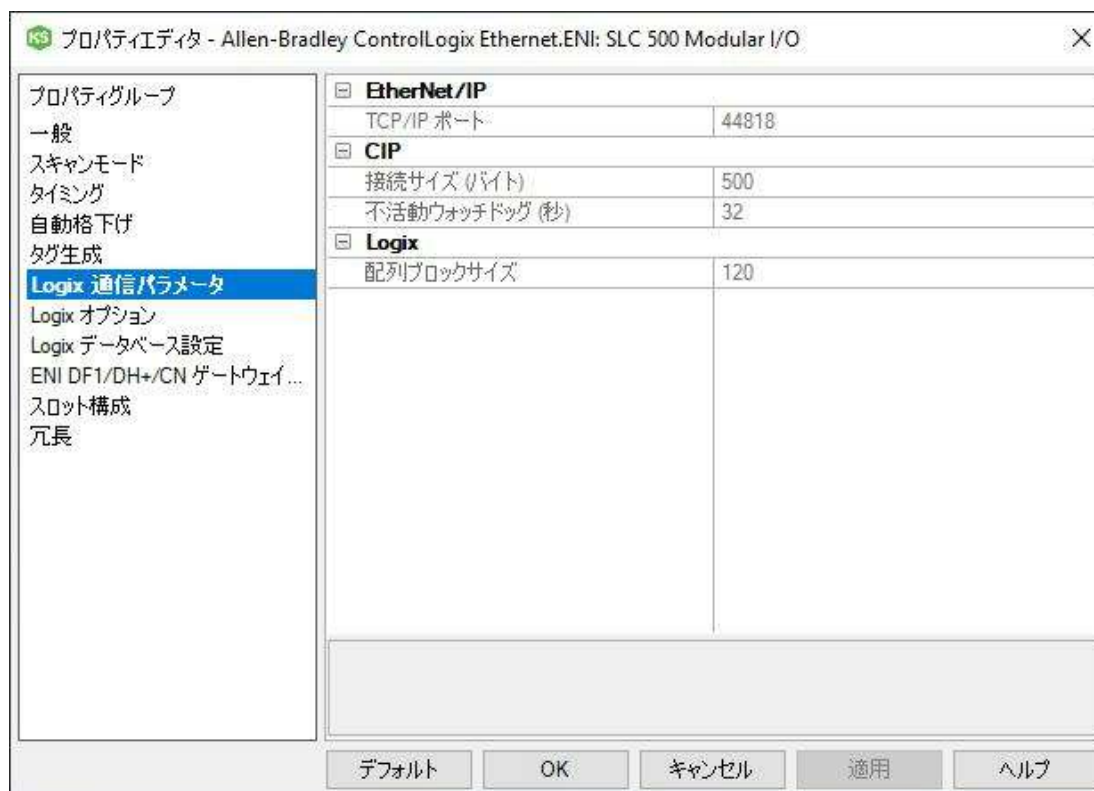 KS プロパティエディタ - Allen-Bradley ControlLogix Ethernet.ENI: SLC 500 Modular I/O
プロパティグループ
一般
スキャンモード
タイミング
自動格下げ
タグ生成
Logix 通信パラメータ
Logix オプション
Logix データベース設定
ENI DF1/DH+/CN ゲートウェイ...
スロット構成
冗長
EtherNet/IP
TCP/IP ポート 44818
CIP
接続サイズ (バイト) 500
不活動ウォッチドッグ (秒) 32
Logix
配列ブロックサイズ 120
デフォルト OK キャンセル 適用 ヘルプ